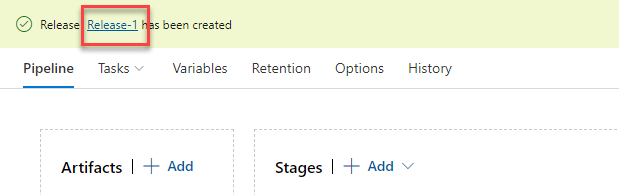 Release Release-1 has been created
Pipeline Tasks Variables Retention Options History
Artifacts | + Add Stages | + Add